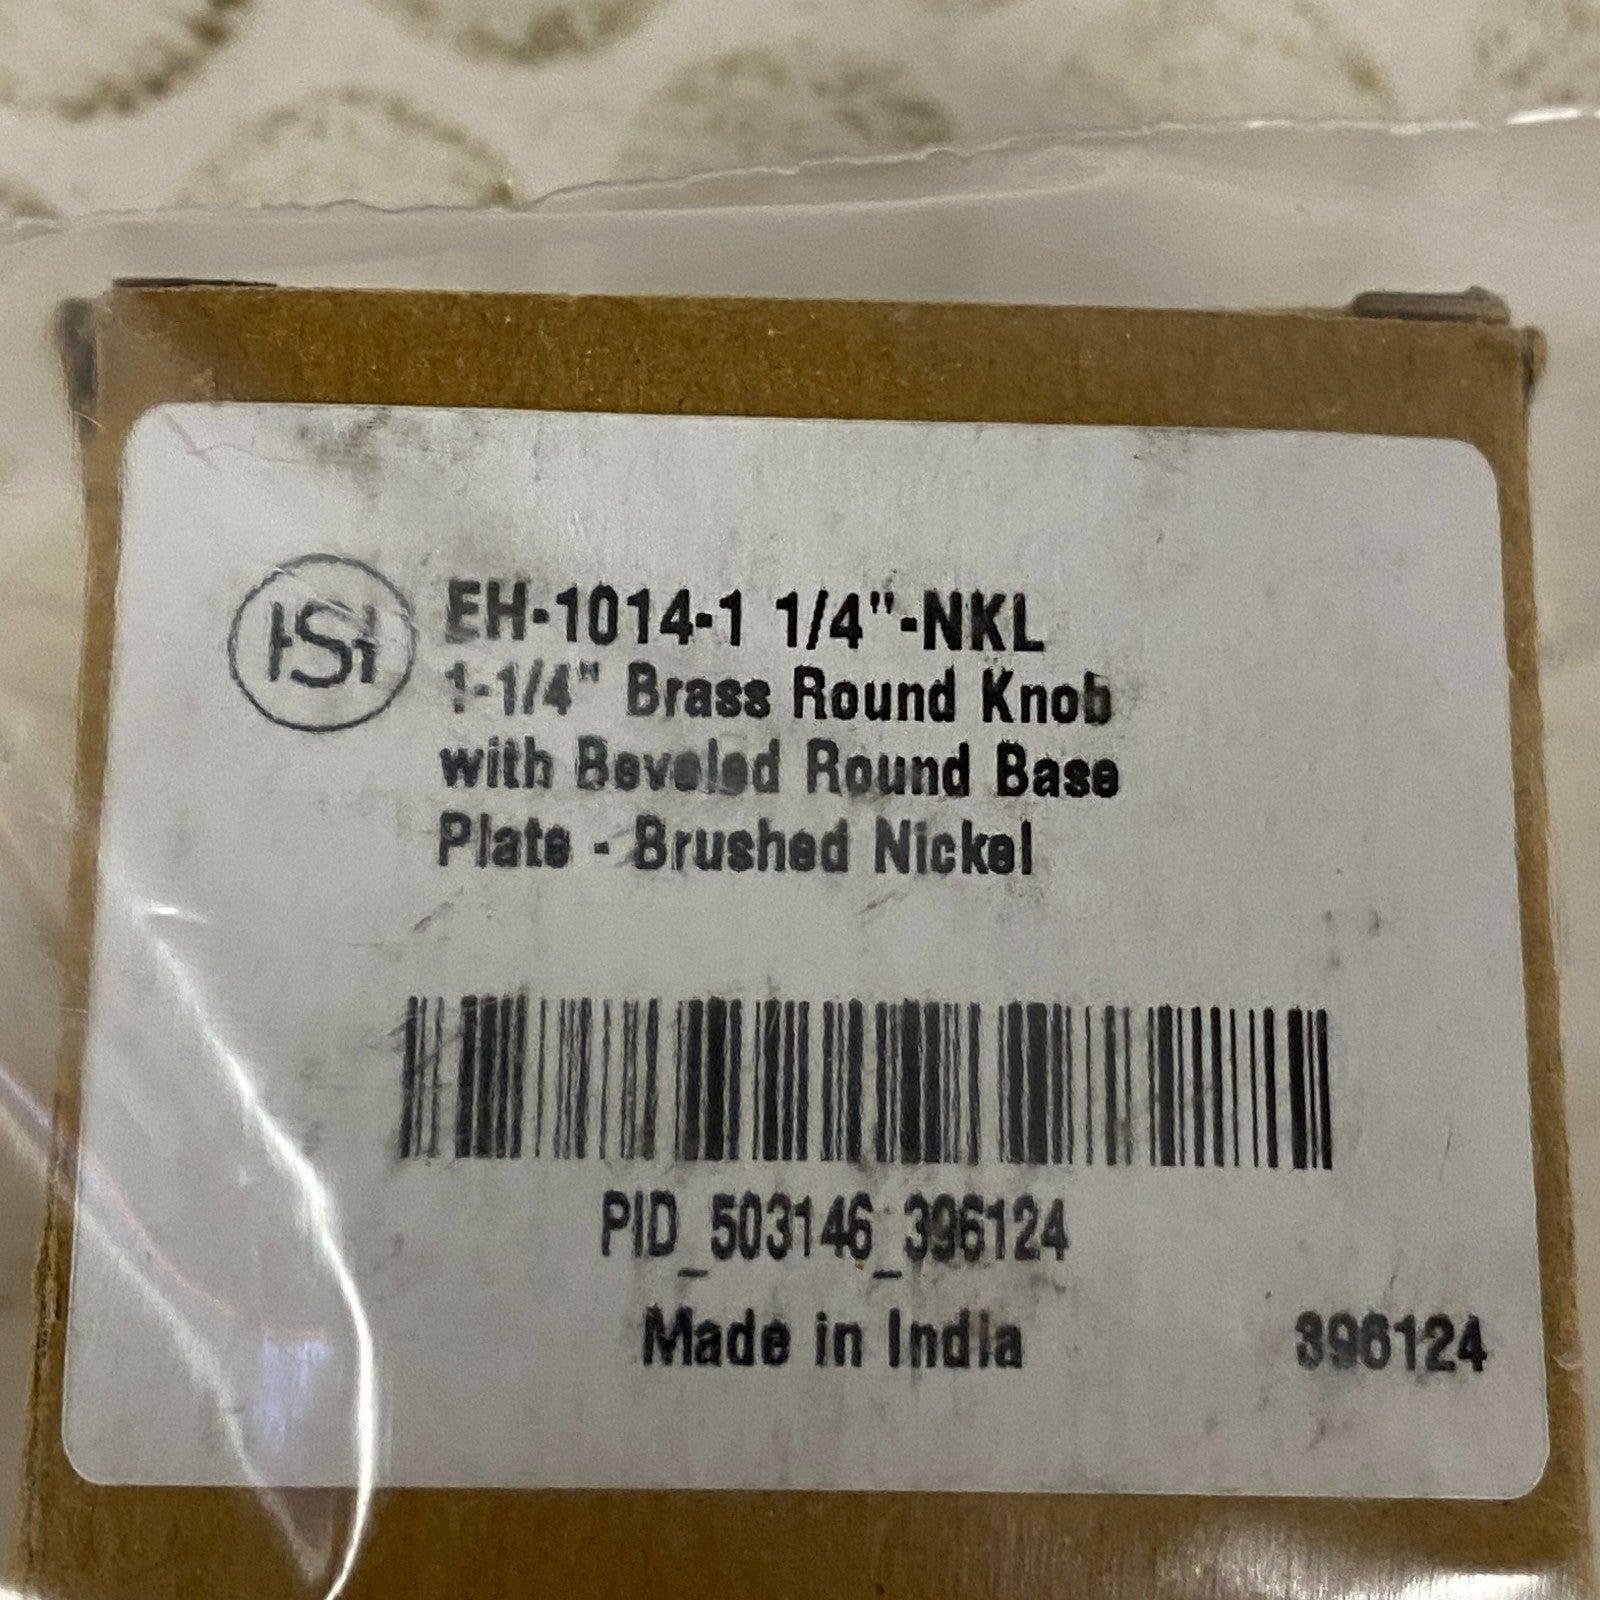 HSH
EH-1014-1 1/4"-NKL
1-1/4" Brass Round Knob
with Beveled Round Base
Plate - Brushed Nickel
PID_503146_396124
Made in India
396124